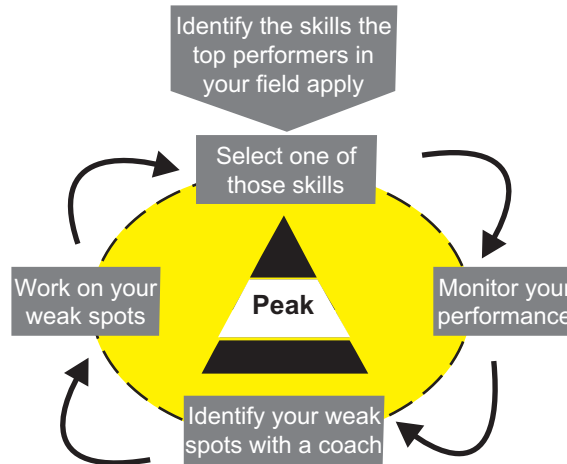 Identify the skills the
top performers in
your field apply
Select one of
those skills
Monitor your
performance
Identify your weak
spots with a coach
Work on your
weak spots
Peak